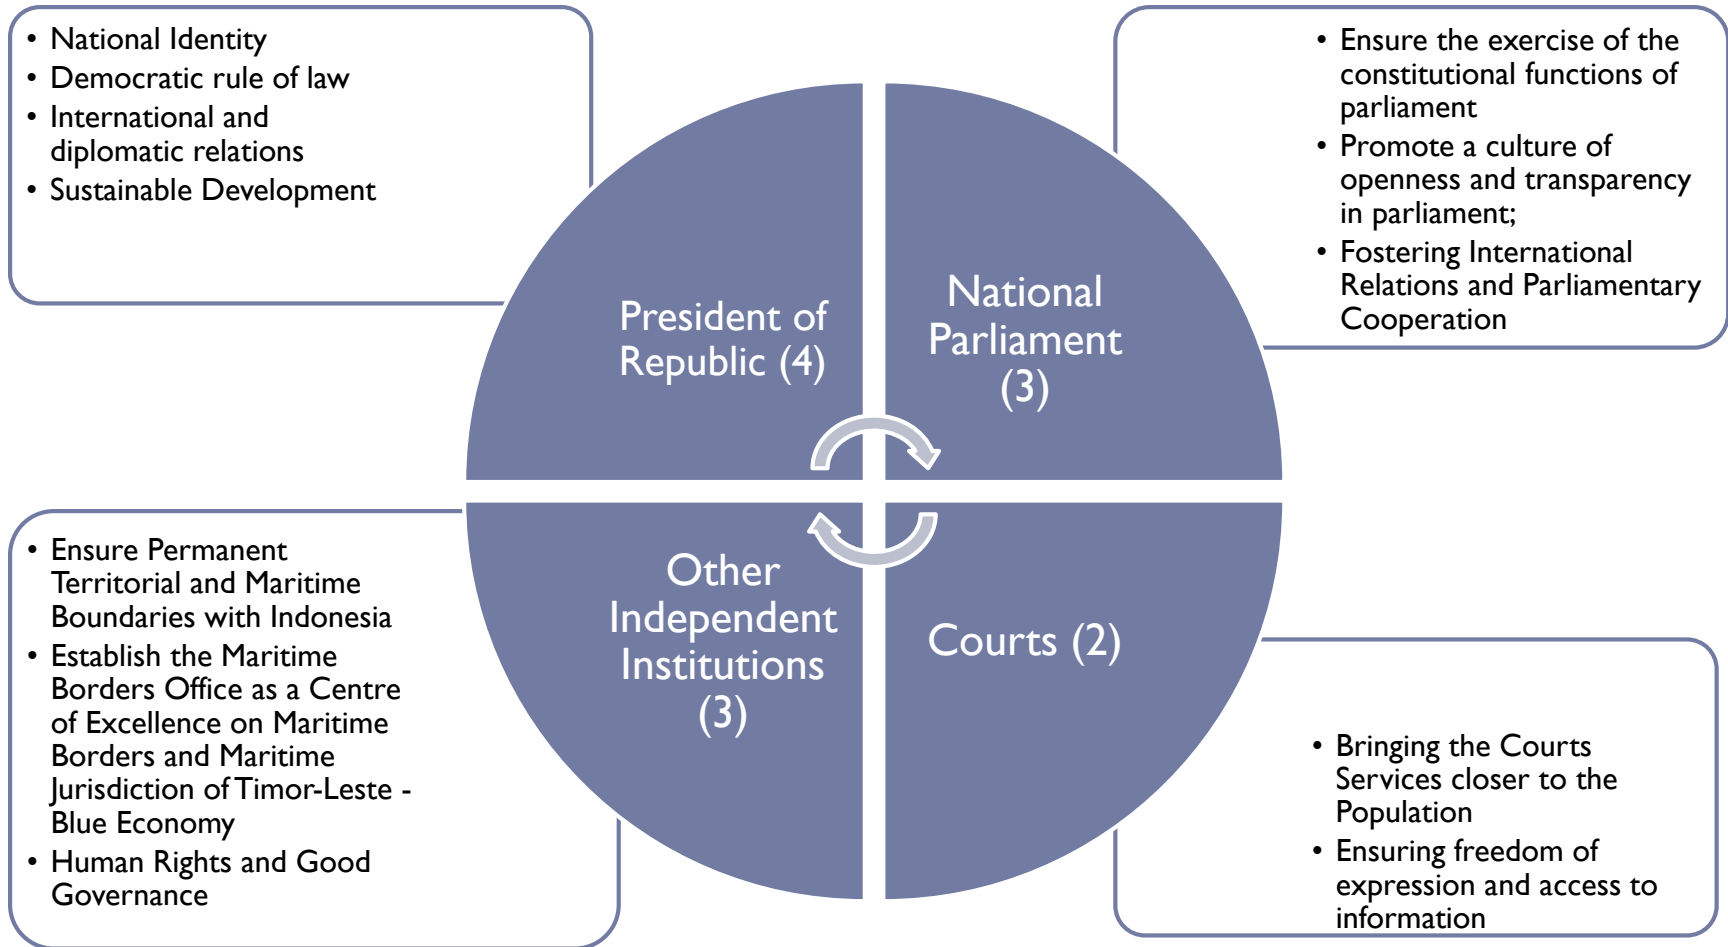 • National Identity
• Democratic rule of law
• International and
diplomatic relations
• Sustainable Development
• Ensure the exercise of the
constitutional functions of
parliament
• Promote a culture of
openness and transparency
in parliament;
• Fostering International
Relations and Parliamentary
Cooperation
President of
Republic (4)
National
Parliament
(3)
Other
Independent
Institutions
(3)
Courts (2)
• Ensure Permanent
Territorial and Maritime
Boundaries with Indonesia
• Establish the Maritime
Borders Office as a Centre
of Excellence on Maritime
Borders and Maritime
Jurisdiction of Timor-Leste -
Blue Economy
• Human Rights and Good
Governance
• Bringing the Courts
Services closer to the
Population
• Ensuring freedom of
expression and access to
information